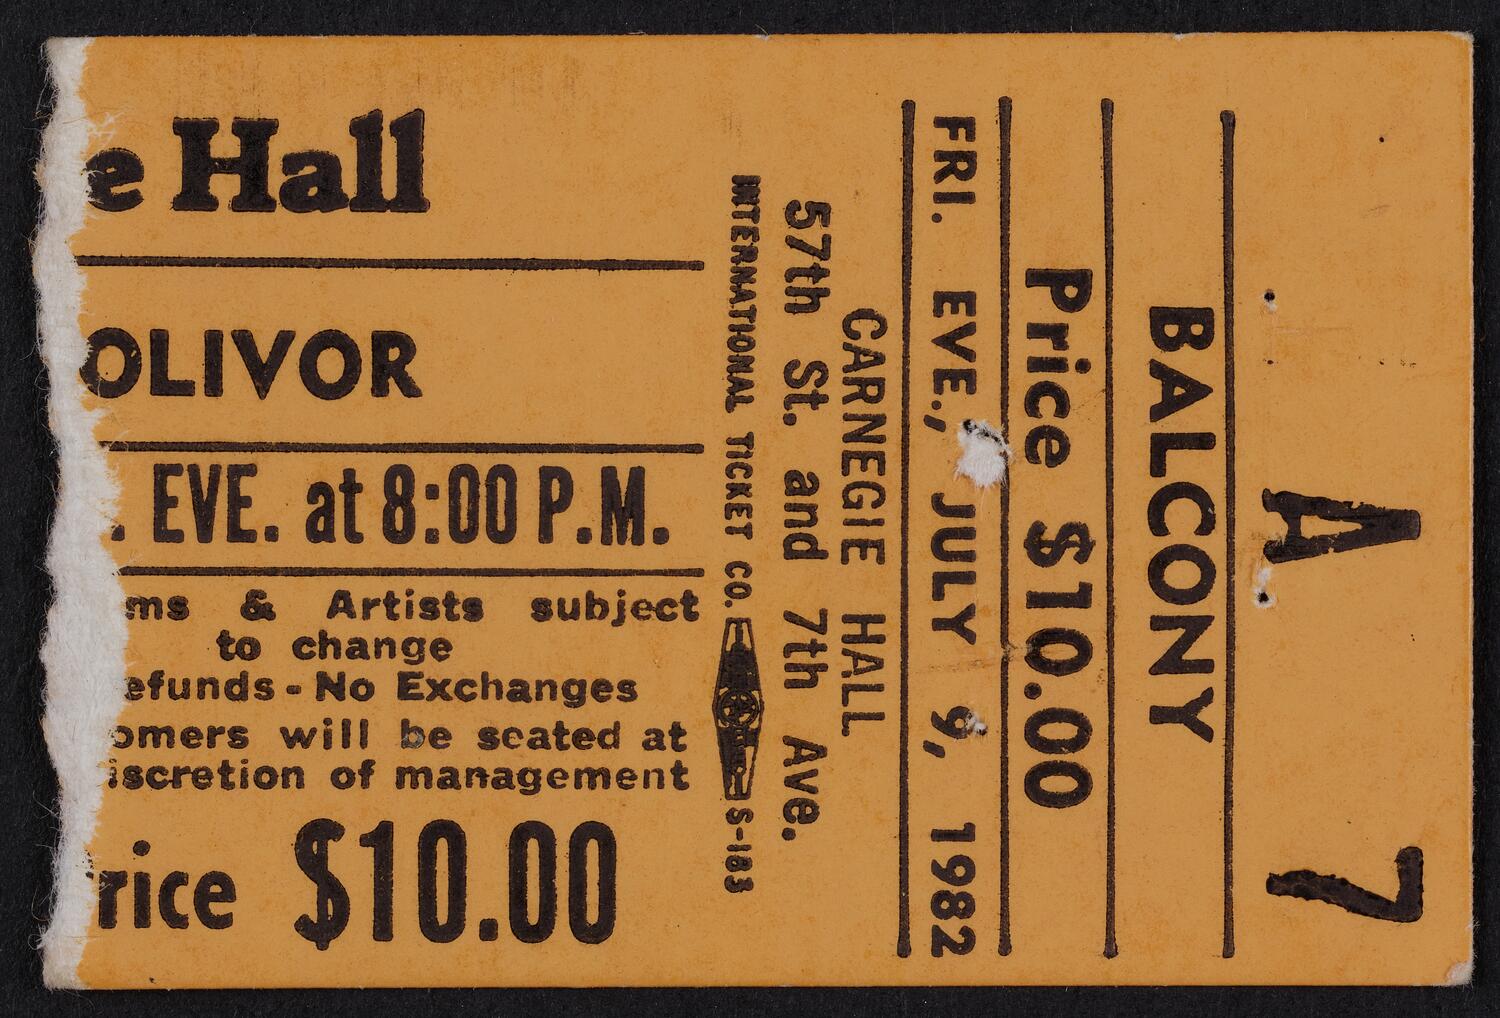 e Hall
OLIVOR
. EVE. at 8:00 P.M.
ms & Artists subject
to change
efunds - No Exchanges
omers will be seated at
iscretion of management
rice $10.00
A 7
BALCONY
Price $10.00
FRI. EVE., JULY 9, 1982
CARNEGIE HALL
57th St. and 7th Ave.
INTERNATIONAL TICKET CO. S-183